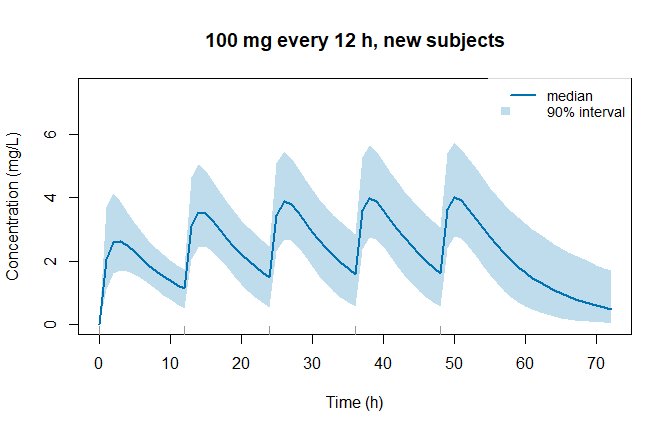 100 mg every 12 h, new subjects
median
90% interval
Concentration (mg/L)
6
4
2
0
0 10 20 30 40 50 60 70
Time (h)